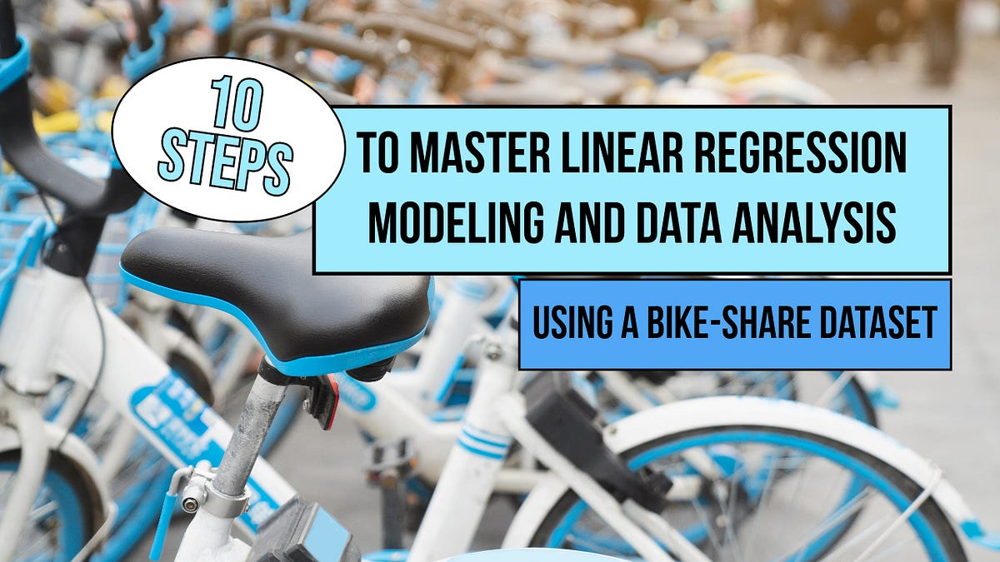 10
STEPS
TO MASTER LINEAR REGRESSION
MODELING AND DATA ANALYSIS
USING A BIKE-SHARE DATASET